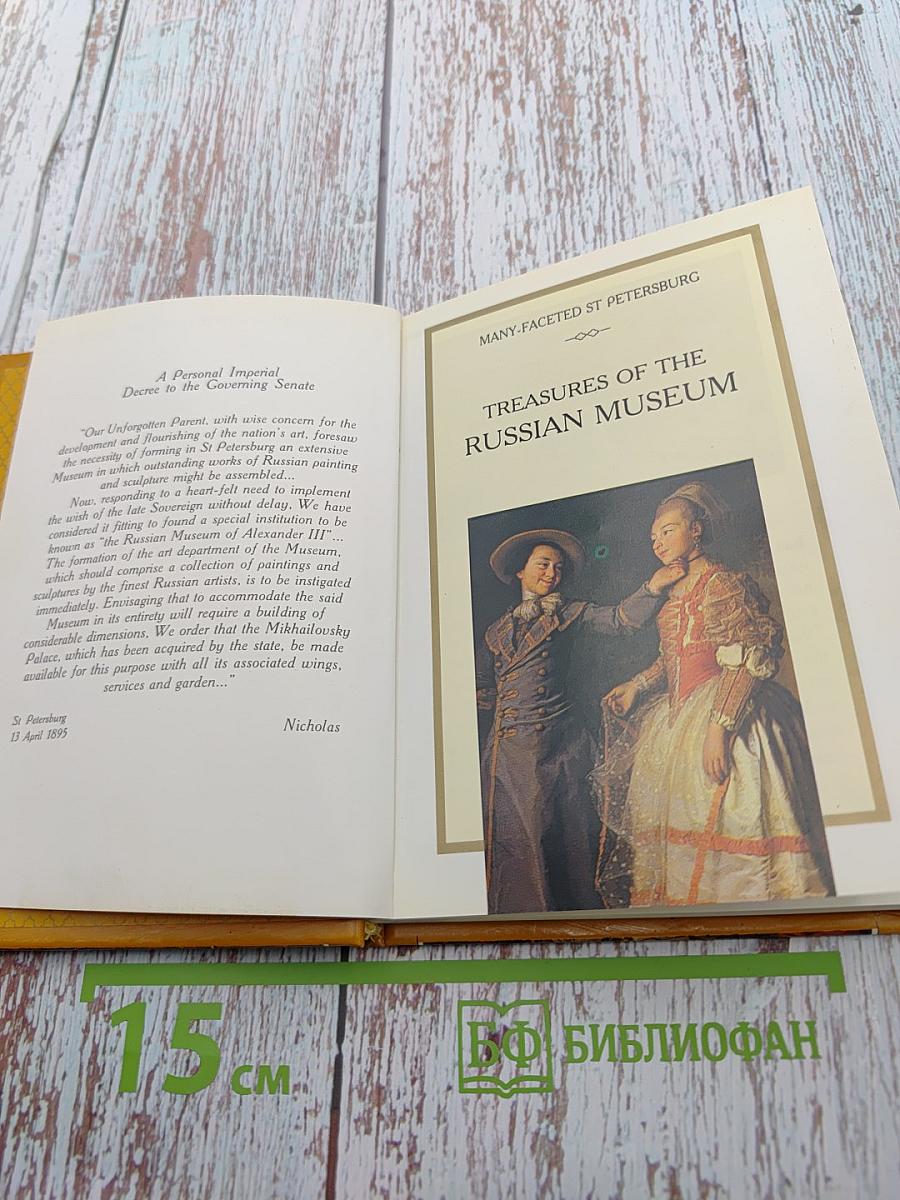 A Personal Imperial
Decree to the Governing Senate
"Our Unforgotten Parent, with wise concern for the
development and flourishing of the nation's art, foresaw
the necessity of forming in St Petersburg an extensive
Museum in which outstanding works of Russian painting
and sculpture might be assembled...
Now, responding to a heart-felt need to implement
the wish of the late Sovereign without delay, We have
considered it fitting to found a special institution to be
known as "the Russian Museum of Alexander III"...
The formation of the art department of the Museum,
which should comprise a collection of paintings and
sculptures by the finest Russian artists, is to be instigated
immediately. Envisaging that to accommodate the said
Museum in its entirety will require a building of
considerable dimensions, We order that the Mikhailovsky
Palace, which has been acquired by the state, be made
available for this purpose with all its associated wings,
services and garden..."
St Petersburg
13 April 1895
Nicholas
MANY-FACETED ST PETERSBURG
TREASURES OF THE
RUSSIAN MUSEUM
15 см
БФ БИБЛИОФАН